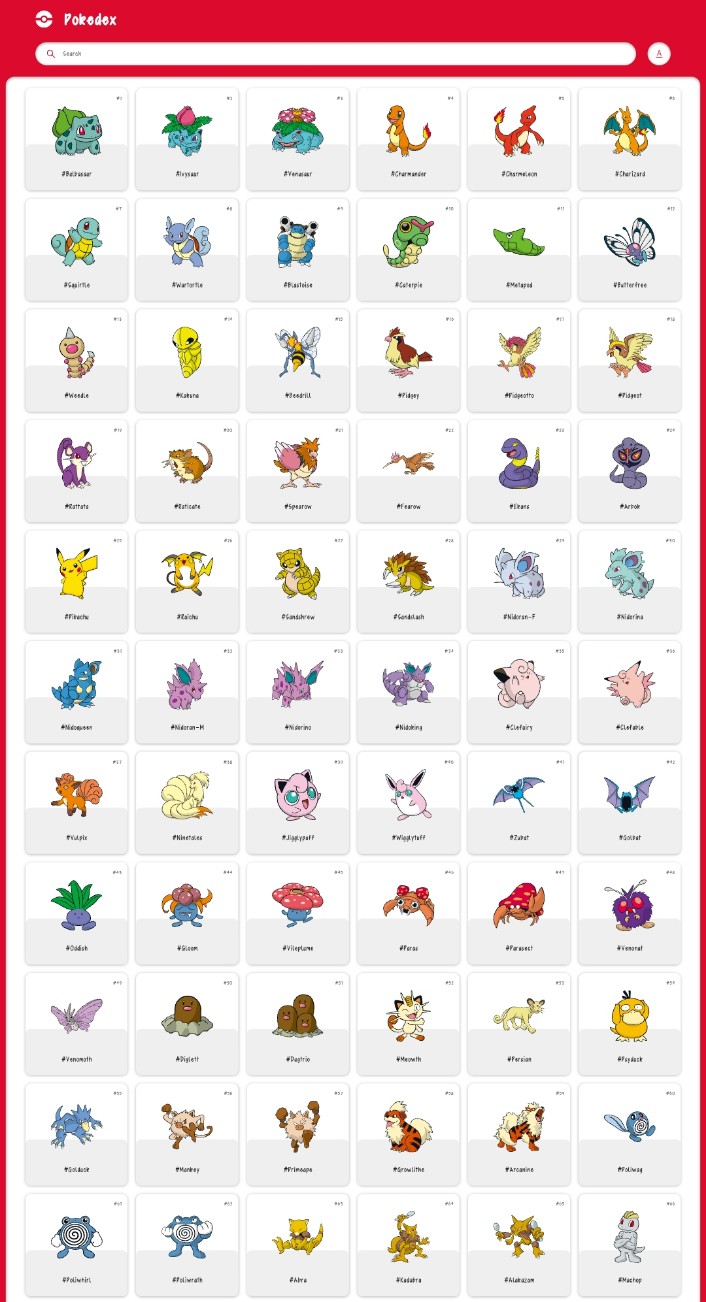 Pokedex
Search
A
#1 #2 #3 #4 #5 #6
#Bulbasaur #Ivysaur #Venusaur #Charmander #Charmeleon #Charizard
#7 #8 #9 #10 #11 #12
#Squirtle #Wartortle #Blastoise #Caterpie #Metapod #Butterfree
#13 #14 #15 #16 #17 #18
#Weedle #Kakuna #Beedrill #Pidgey #Pidgeotto #Pidgeot
#19 #20 #21 #22 #23 #24
#Rattata #Raticate #Spearow #Fearow #Ekans #Arbok
#25 #26 #27 #28 #29 #30
#Pikachu #Raichu #Sandshrew #Sandslash #Nidoran-F #Nidorina
#31 #32 #33 #34 #35 #36
#Nidoqueen #Nidoran-M #Nidorino #Nidoking #Clefairy #Clefable
#37 #38 #39 #40 #41 #42
#Vulpix #Ninetales #Jigglypuff #Wigglytuff #Zubat #Golbat
#43 #44 #45 #46 #47 #48
#Oddish #Gloom #Vileplume #Paras #Parasect #Venonat
#49 #50 #51 #52 #53 #54
#Venomoth #Diglett #Dugtrio #Meowth #Persian #Psyduck
#55 #56 #57 #58 #59 #60
#Golduck #Mankey #Primeape #Growlithe #Arcanine #Poliwag
#61 #62 #63 #64 #65 #66
#Poliwhirl #Poliwrath #Abra #Kadabra #Alakazam #Machop